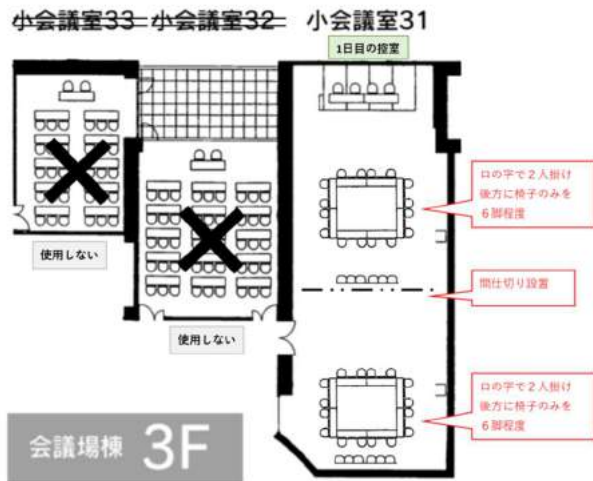 小会議室33 小会議室32 小会議室31
1日目の控室
ロの字で2人掛け
後方に椅子のみを
6脚程度
使用しない
間仕切り設置
使用しない
ロの字で2人掛け
後方に椅子のみを
6脚程度
会議場棟 3F